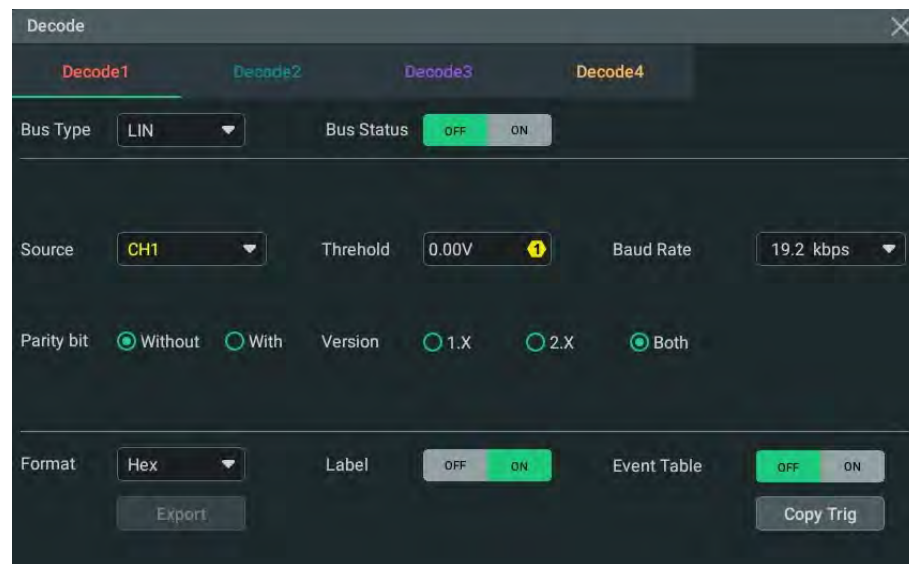 Decode
Decode1 Decode2 Decode3 Decode4
Bus Type LIN Bus Status OFF ON
Source CH1 Threhold 0.00V 1 Baud Rate 19.2 kbps
Parity bit Without With Version 1.X 2.X Both
Format Hex Label OFF ON Event Table OFF ON
Export Copy Trig